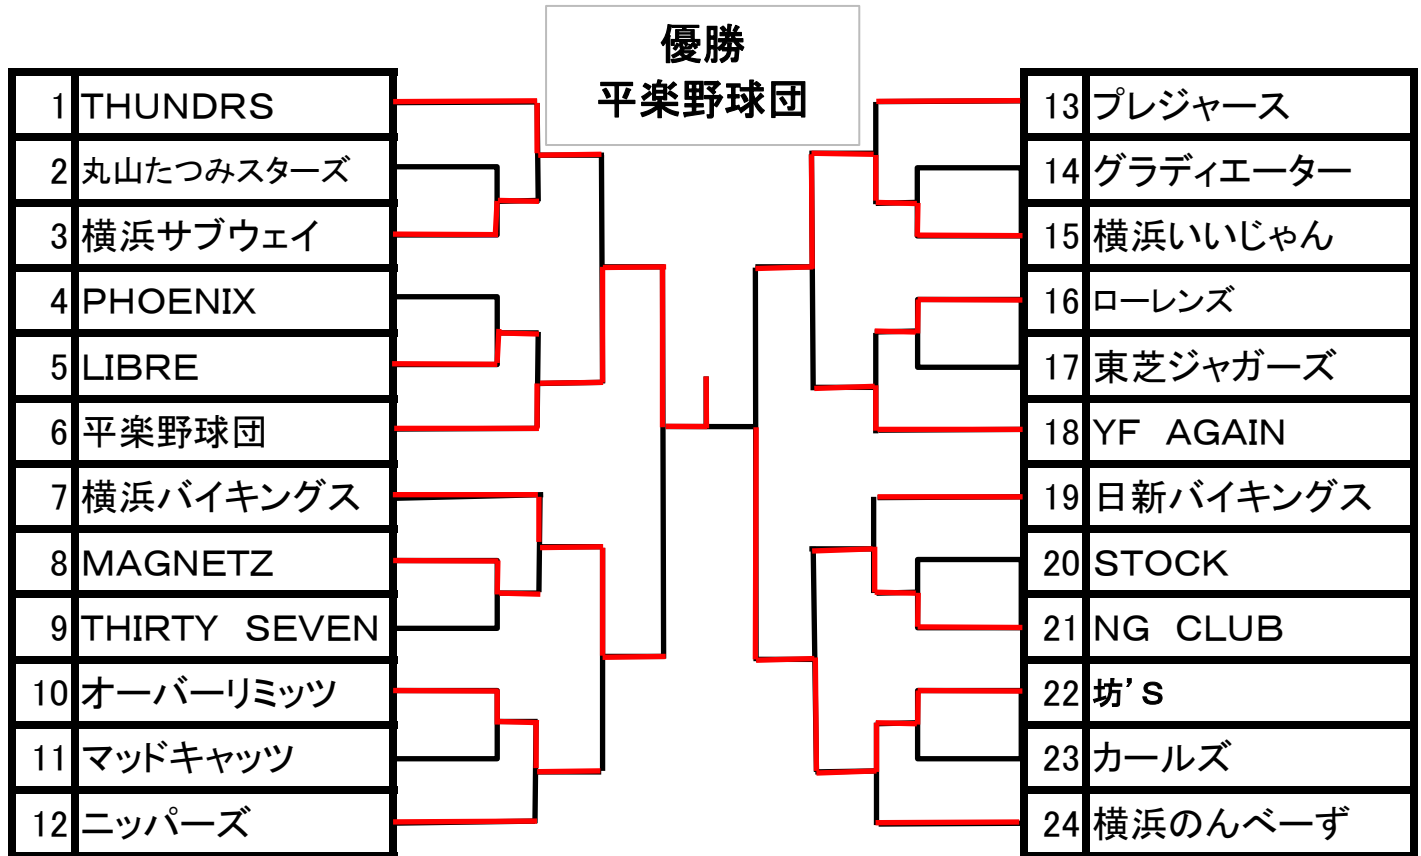 優勝
平楽野球団
1 THUNDRS
2 丸山たつみスターズ
3 横浜サブウェイ
4 PHOENIX
5 LIBRE
6 平楽野球団
7 横浜バイキングス
8 MAGNETZ
9 THIRTY SEVEN
10 オーバーリミッツ
11 マッドキャッツ
12 ニッパーズ
13 プレジャース
14 グラディエーター
15 横浜いいじゃん
16 ローレンズ
17 東芝ジャガーズ
18 YF AGAIN
19 日新バイキングス
20 STOCK
21 NG CLUB
22 坊’S
23 カールズ
24 横浜のんべーず